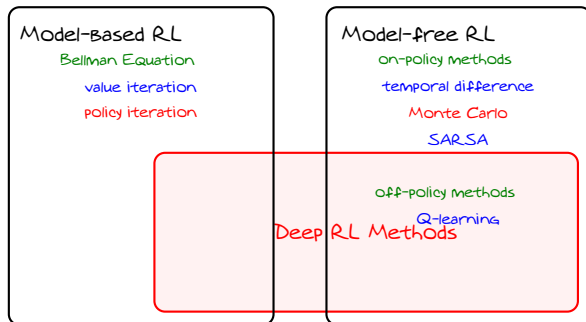 Model-Based RL
Bellman Equation
value iteration
policy iteration
Model-free RL
on-policy methods
temporal difference
Monte Carlo
SARSA
off-policy methods
Q-learning
Deep RL Methods